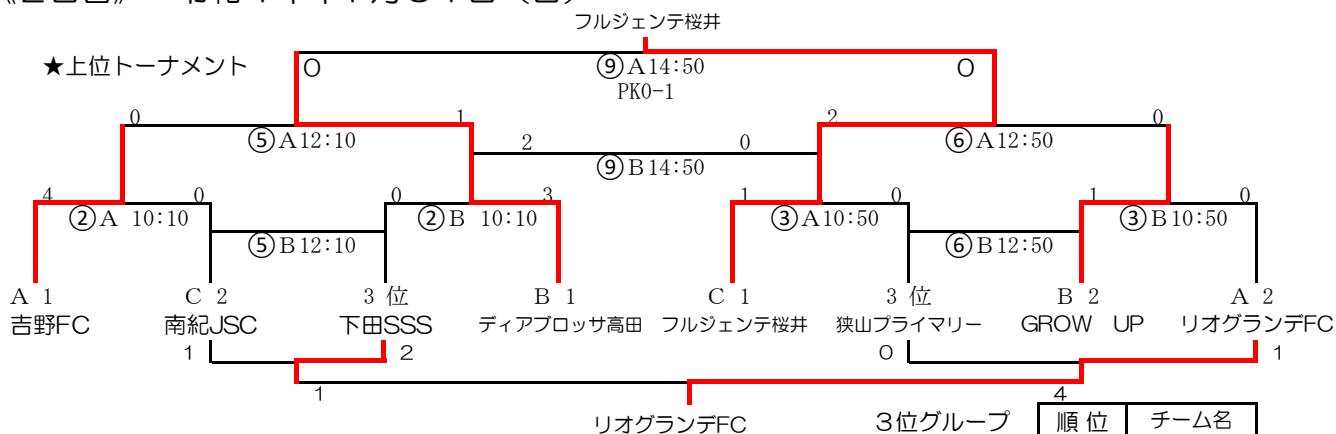 フルジェンテ桜井
★上位トーナメント
0 ⑨A14:50 0
PK0-1
0 1 2 0
⑤A12:10 2 0 ⑥A12:50
⑨B14:50
4 0 0 3 1 0 1 0
②A 10:10 ②B 10:10 ③A10:50 ③B10:50
⑤B12:10 ⑥B12:50
A 1 C 2 3 位 B 1 C 1 3 位 B 2 A 2
吉野FC 南紀JSC 下田SSS ディアブロッサ高田 フルジェンテ桜井 狭山プライマリー GROW UP リオグランデFC
1 2 0 1
1 4
リオグランデFC 3位グループ 順 位 チーム名